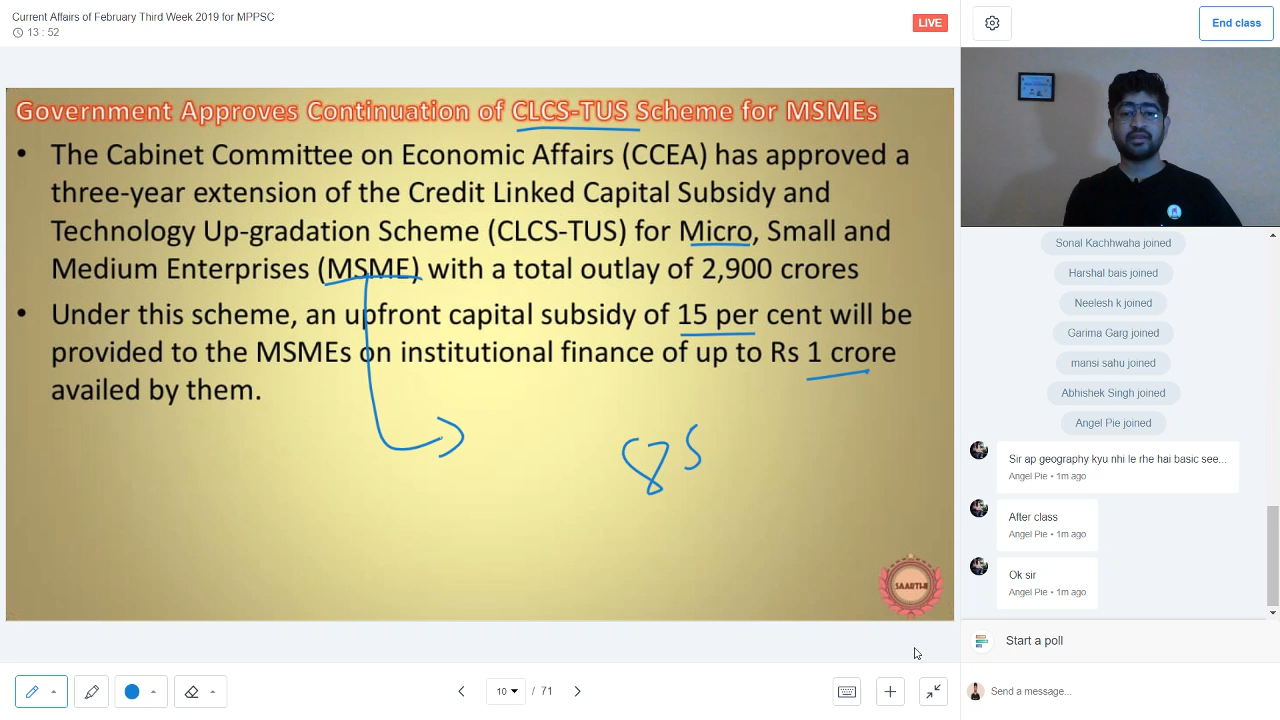 Current Affairs of February Third Week 2019 for MPPSC
13 : 52
LIVE
End class
Government Approves Continuation of CLCS-TUS Scheme for MSMEs
• The Cabinet Committee on Economic Affairs (CCEA) has approved a
three-year extension of the Credit Linked Capital Subsidy and
Technology Up-gradation Scheme (CLCS-TUS) for Micro, Small and
Medium Enterprises (MSME) with a total outlay of 2,900 crores
• Under this scheme, an upfront capital subsidy of 15 per cent will be
provided to the MSMEs on institutional finance of up to Rs 1 crore
availed by them.
SAARTHI
Sonal Kachhwaha joined
Harshal bais joined
Neelesh k joined
Garima Garg joined
mansi sahu joined
Abhishek Singh joined
Angel Pie joined
Sir ap geography kyu nhi le rhe hai basic see...
Angel Pie • 1m ago
After class
Angel Pie • 1m ago
Ok sir
Angel Pie • 1m ago
Start a poll
Send a message...
10 / 71